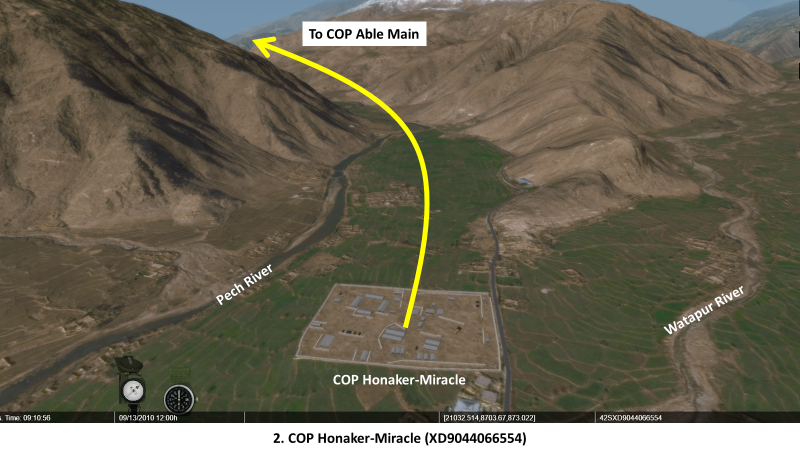 To COP Able Main
Pech River
Watapur River
COP Honaker-Miracle
Time: 09:10:56
09/13/2010 12:00h
[21032.514,8703.67,873.022]
42SXD9044066554
2. COP Honaker-Miracle (XD9044066554)